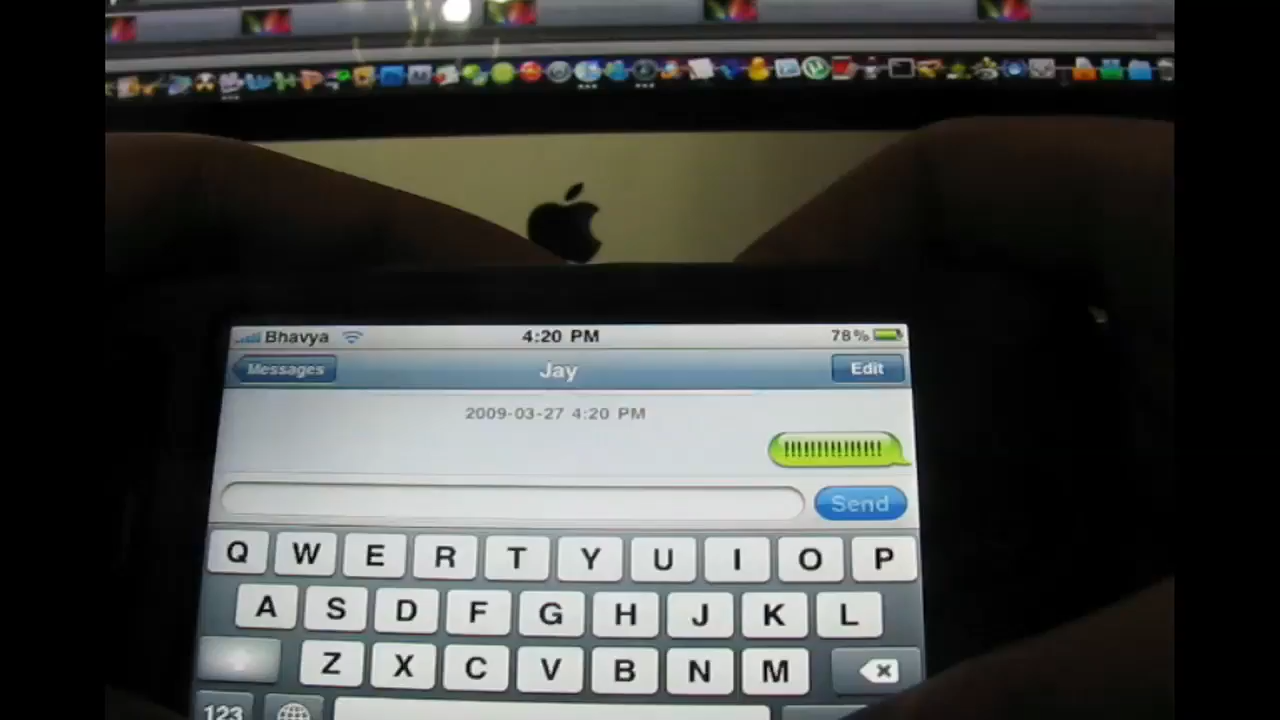 Bhavya 4:20 PM 78%
Messages Jay Edit
2009-03-27 4:20 PM
!!!!!!!!!!!!!!!
Send
Q W E R T Y U I O P
A S D F G H J K L
Z X C V B N M
123